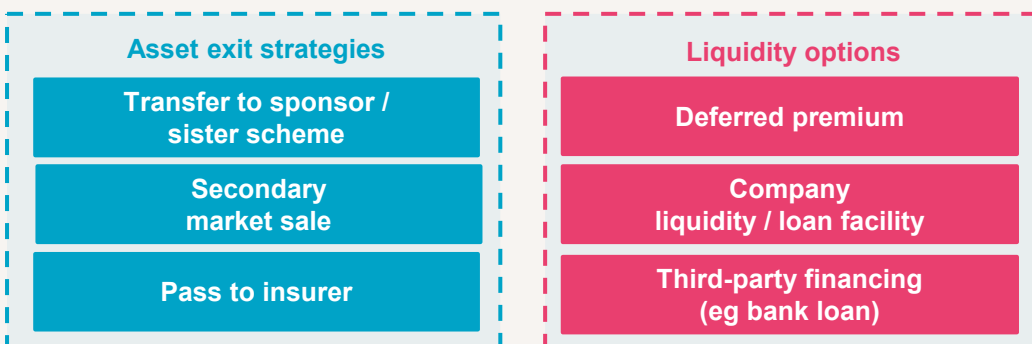 Asset exit strategies
Transfer to sponsor /
sister scheme
Secondary
market sale
Pass to insurer
Liquidity options
Deferred premium
Company
liquidity / loan facility
Third-party financing
(eg bank loan)